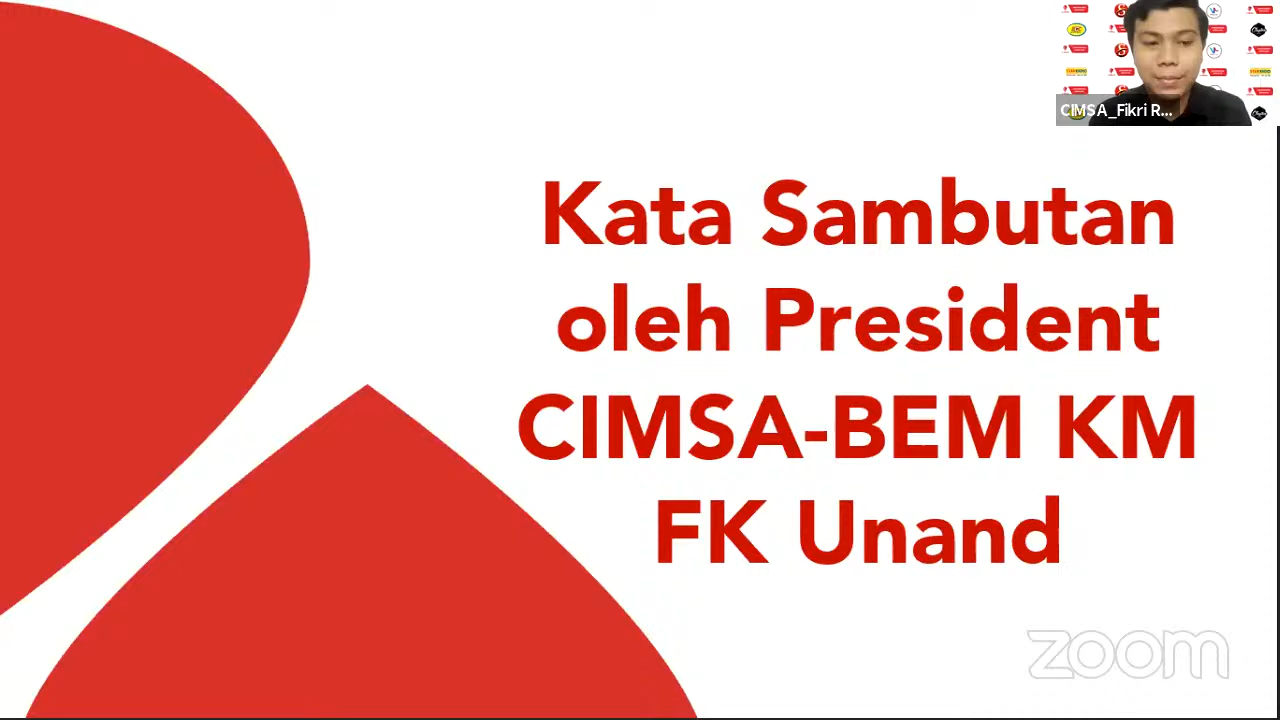 CIMSA_Fikri R...
Kata Sambutan
oleh President
CIMSA-BEM KM
FK Unand
zoom